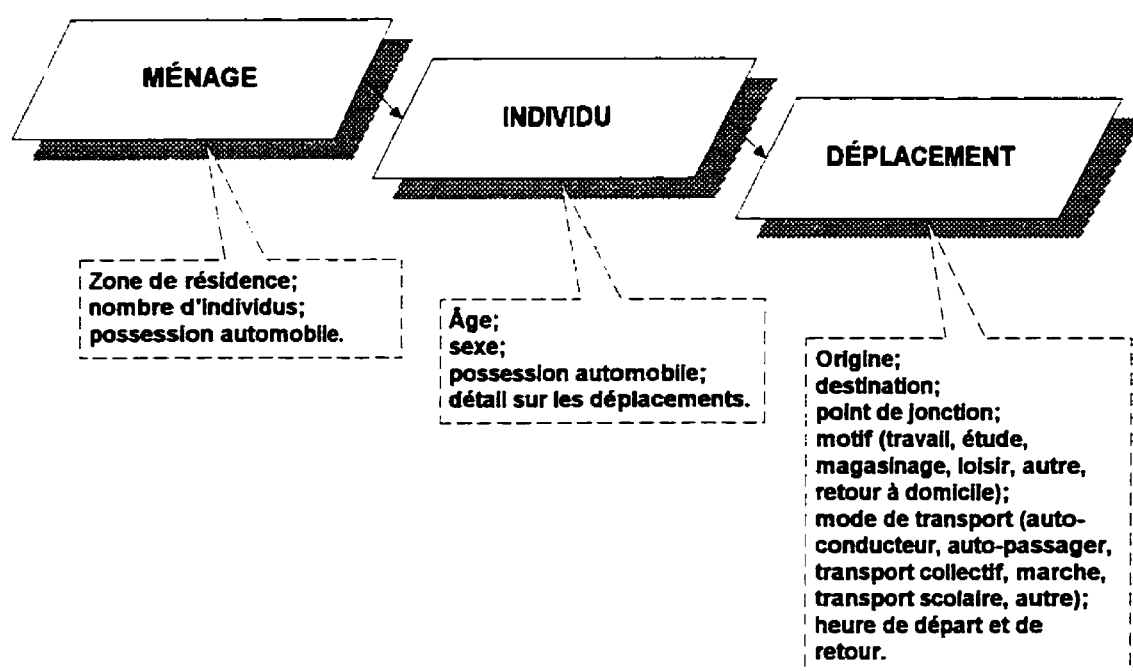 MÉNAGE
INDIVIDU
DÉPLACEMENT
Zone de résidence;
nombre d'individus;
possession automobile.
Âge;
sexe;
possession automobile;
détail sur les déplacements.
Origine;
destination;
point de jonction;
motif (travail, étude,
magasinage, loisir, autre,
retour à domicile);
mode de transport (auto-
conducteur, auto-passager,
transport collectif, marche,
transport scolaire, autre);
heure de départ et de
retour.